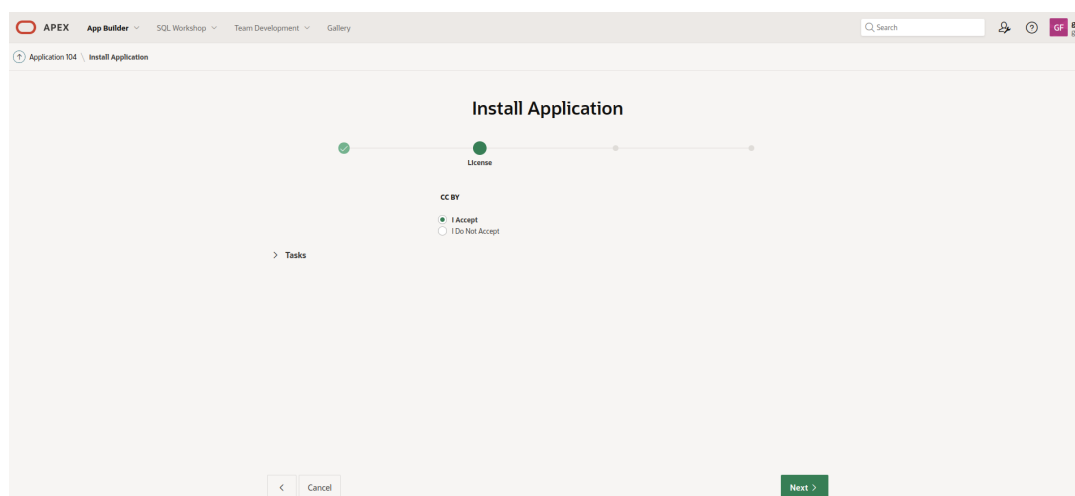 APEX App Builder SQL Workshop Team Development Gallery Search GF
Application 104 \ Install Application
Install Application
License
CC BY
I Accept
I Do Not Accept
Tasks
Cancel Next